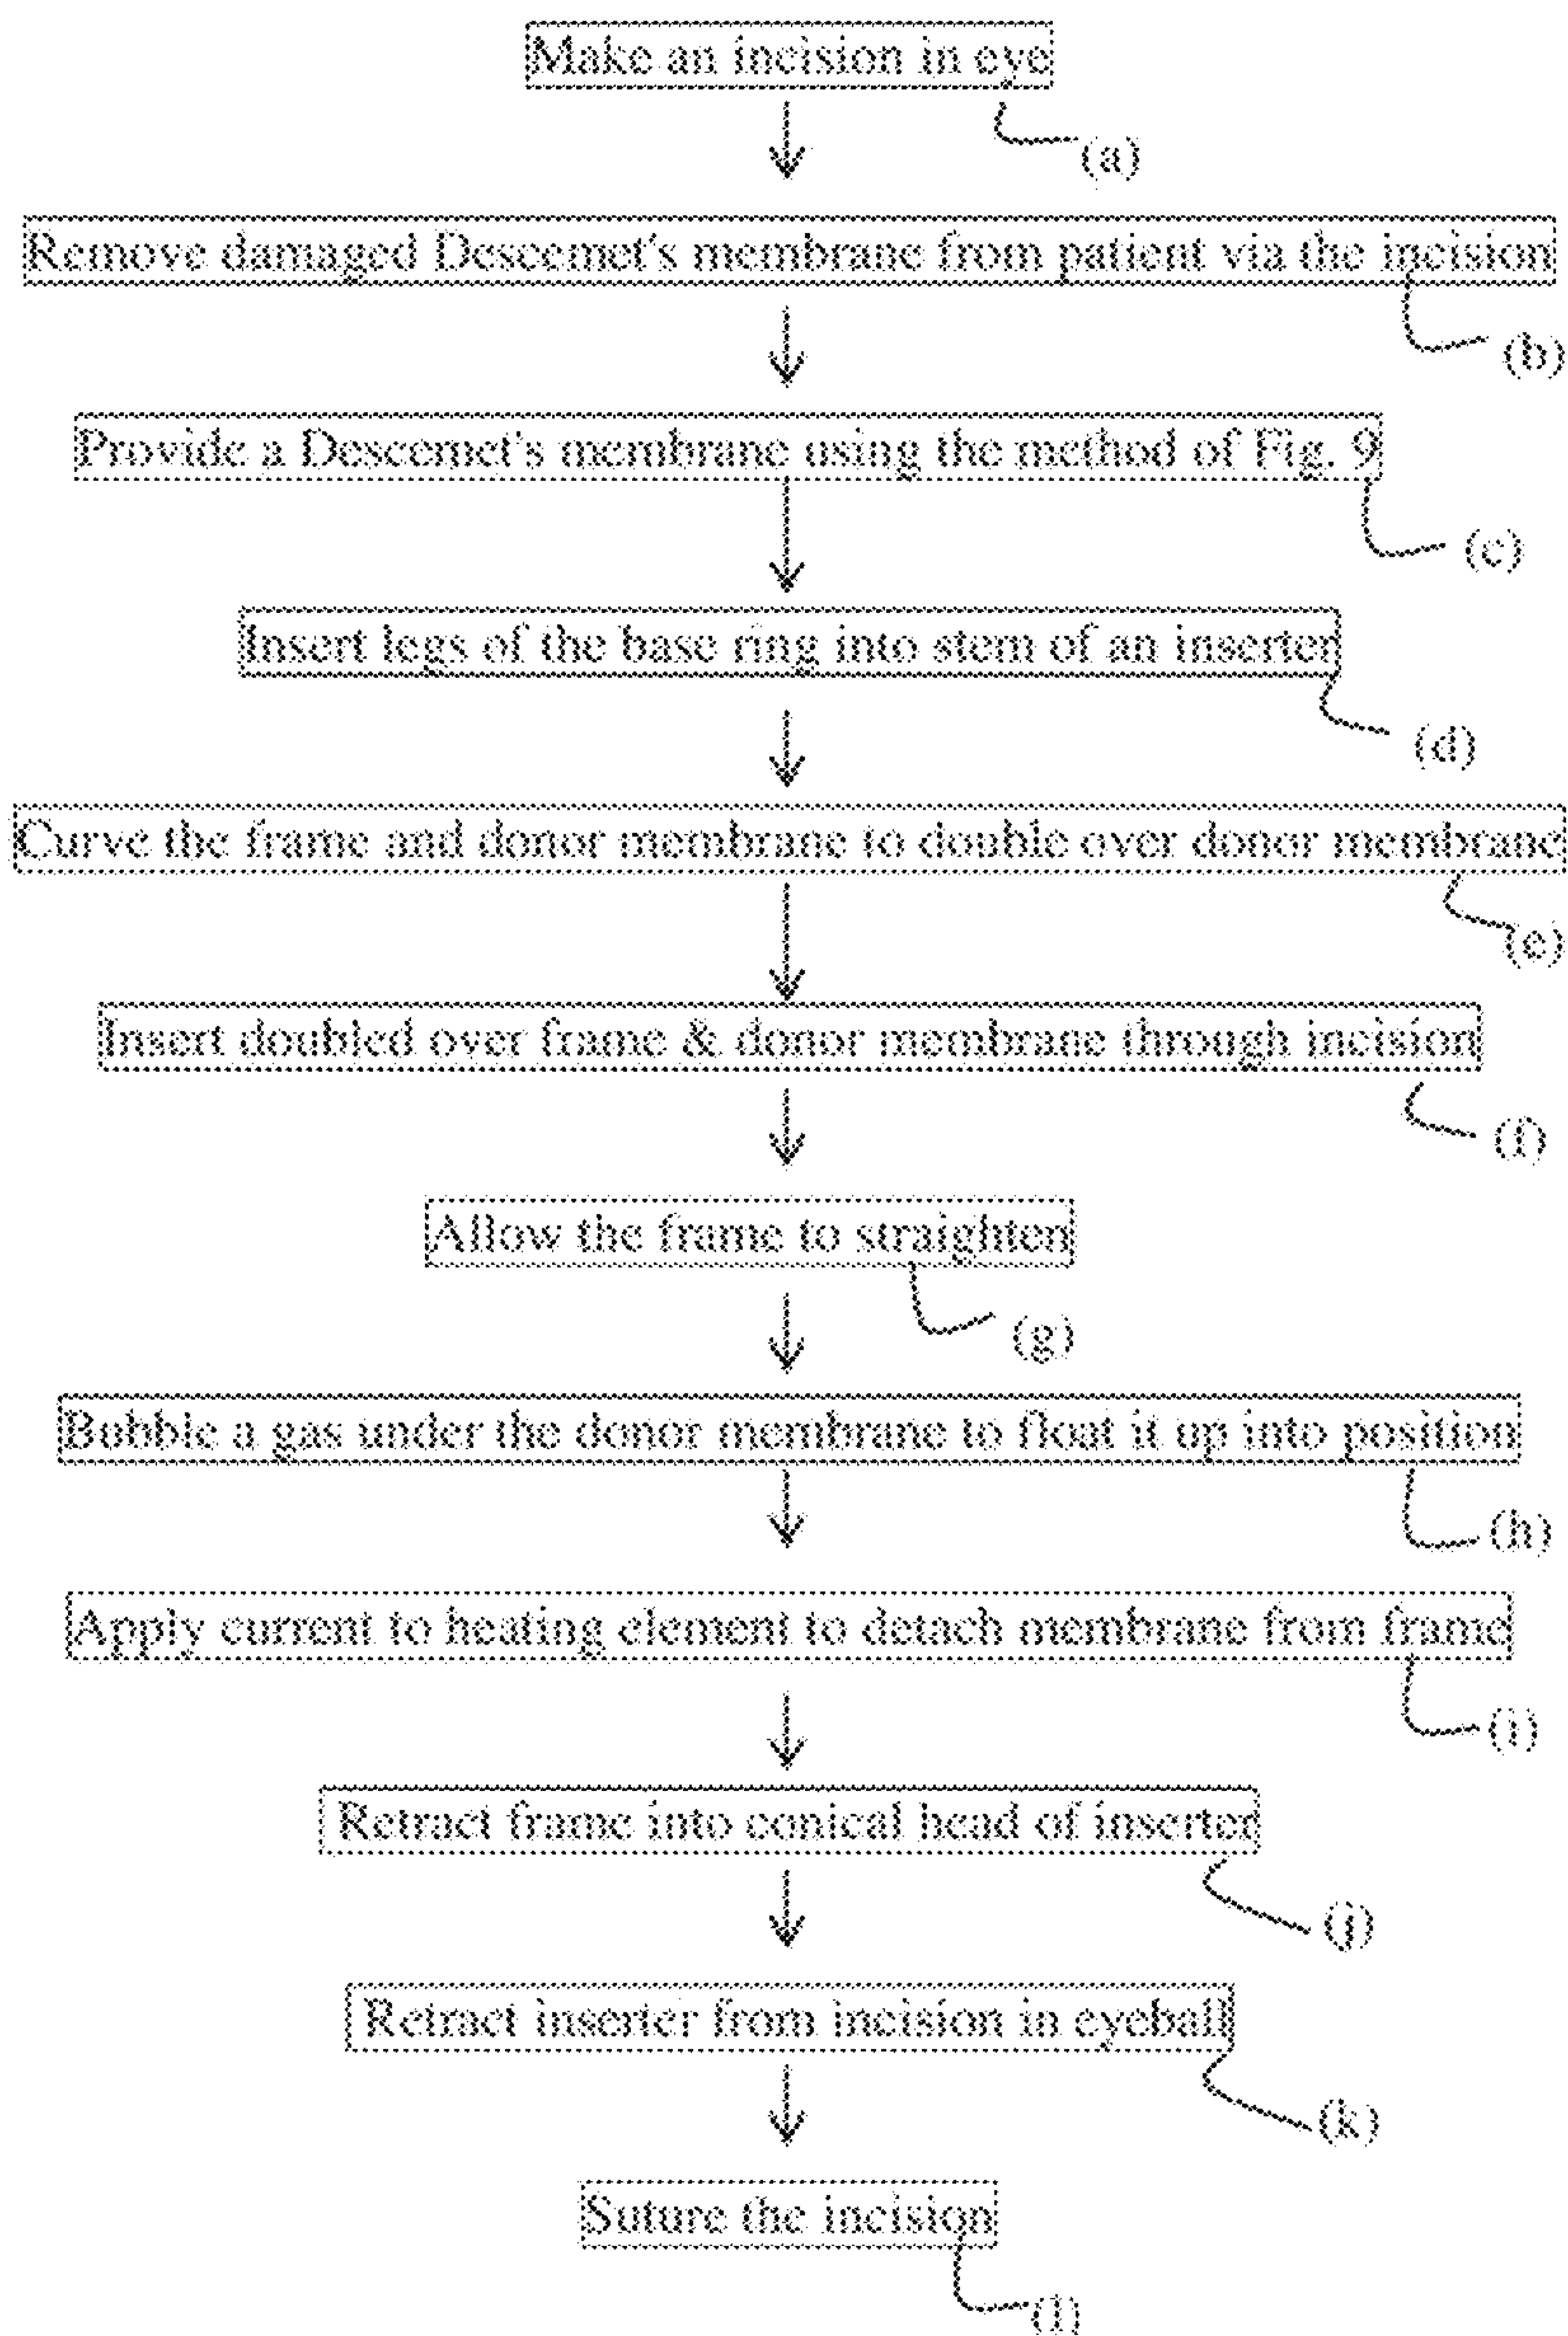 Make an incision in eye
(a)
Remove damaged Descemet's membrane from patient via the incision
(b)
Provide a Descemet's membrane using the method of Fig. 9
(c)
Insert legs of the base ring into stem of an inserter
(d)
Curve the frame and donor membrane to double over donor membrane
(e)
Insert doubled over frame & donor membrane through incision
(f)
Allow the frame to straighten
(g)
Bubble a gas under the donor membrane to float it up into position
(h)
Apply current to heating element to detach membrane from frame
(i)
Retract frame into conical head of inserter
(j)
Retract inserter from incision in eyeball
(k)
Suture the incision
(l)